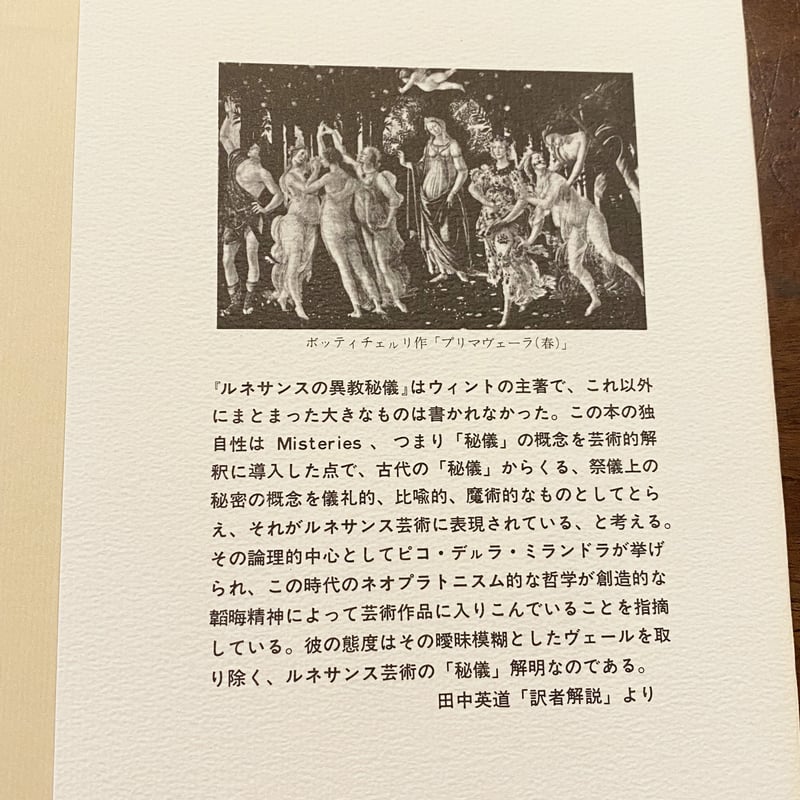 ボッティチェルリ作「プリマヴェーラ(春)」
『ルネサンスの異教秘儀』はウィントの主著で、これ以外
にまとまった大きなものは書かれなかった。この本の独
自性は Misteries 、つまり「秘儀」の概念を芸術的解
釈に導入した点で、古代の「秘儀」からくる、祭儀上の
秘密の概念を儀礼的、比喩的、魔術的なものとしてとら
え、それがルネサンス芸術に表現されている、と考える。
その論理的中心としてピコ・デルラ・ミランドラが挙げ
られ、この時代のネオプラトニスム的な哲学が創造的な
韜晦精神によって芸術作品に入りこんでいることを指摘
している。彼の態度はその曖昧模糊としたヴェールを取
り除く、ルネサンス芸術の「秘儀」解明なのである。
田中英道「訳者解説」より